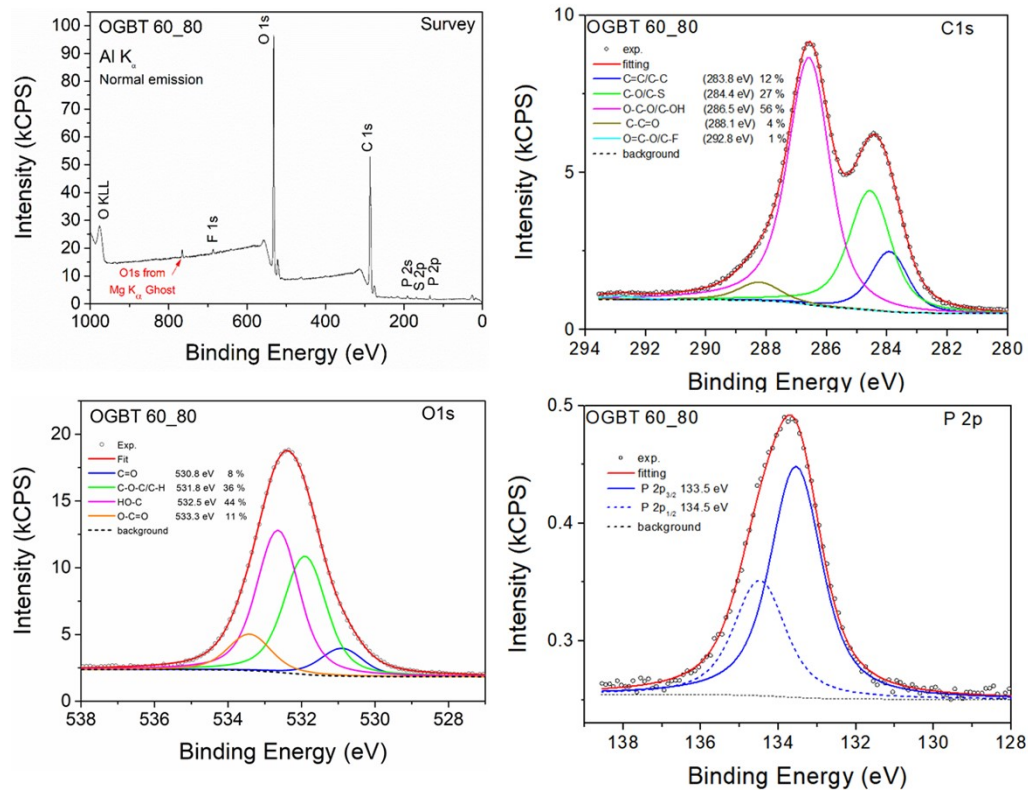 OGBT 60_80
Survey
Al Kα
Normal emission
O 1s
C 1s
O KLL
F 1s
O1s from
Mg Kα Ghost
P 2s
S 2p
P 2p
100
90
80
70
60
50
40
30
20
10
0
1000
800
600
400
200
0
Intensity (kCPS)
Binding Energy (eV)
OGBT 60_80
C1s
exp.
fitting
C=C/C-C (283.8 eV) 12 %
C-O/C-S (284.4 eV) 27 %
O-C-O/C-OH (286.5 eV) 56 %
C-C=O (288.1 eV) 4 %
O=C-O/C-F (292.8 eV) 1 %
background
10
5
0
294
292
290
288
286
284
282
280
Intensity (kCPS)
Binding Energy (eV)
OGBT 60_80
O1s
Exp.
Fit
C=O 530.8 eV 8 %
C-O-C/C-H 531.8 eV 36 %
HO-C 532.5 eV 44 %
O-C=O 533.3 eV 11 %
background
20
15
10
5
0
538
536
534
532
530
528
Intensity (kCPS)
Binding Energy (eV)
OGBT 60_80
P 2p
exp.
fitting
P 2p3/2 133.5 eV
P 2p1/2 134.5 eV
background
0.5
0.4
0.3
138
136
134
132
130
128
Intensity (kCPS)
Binding Energy (eV)